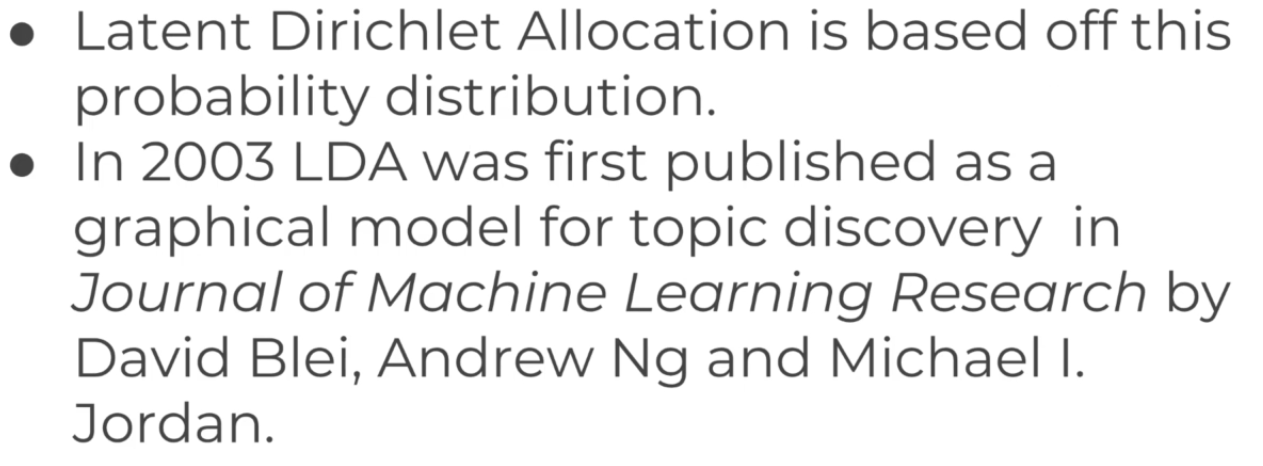 ● Latent Dirichlet Allocation is based off this
probability distribution.
● In 2003 LDA was first published as a
graphical model for topic discovery  in
Journal of Machine Learning Research by
David Blei, Andrew Ng and Michael I.
Jordan.